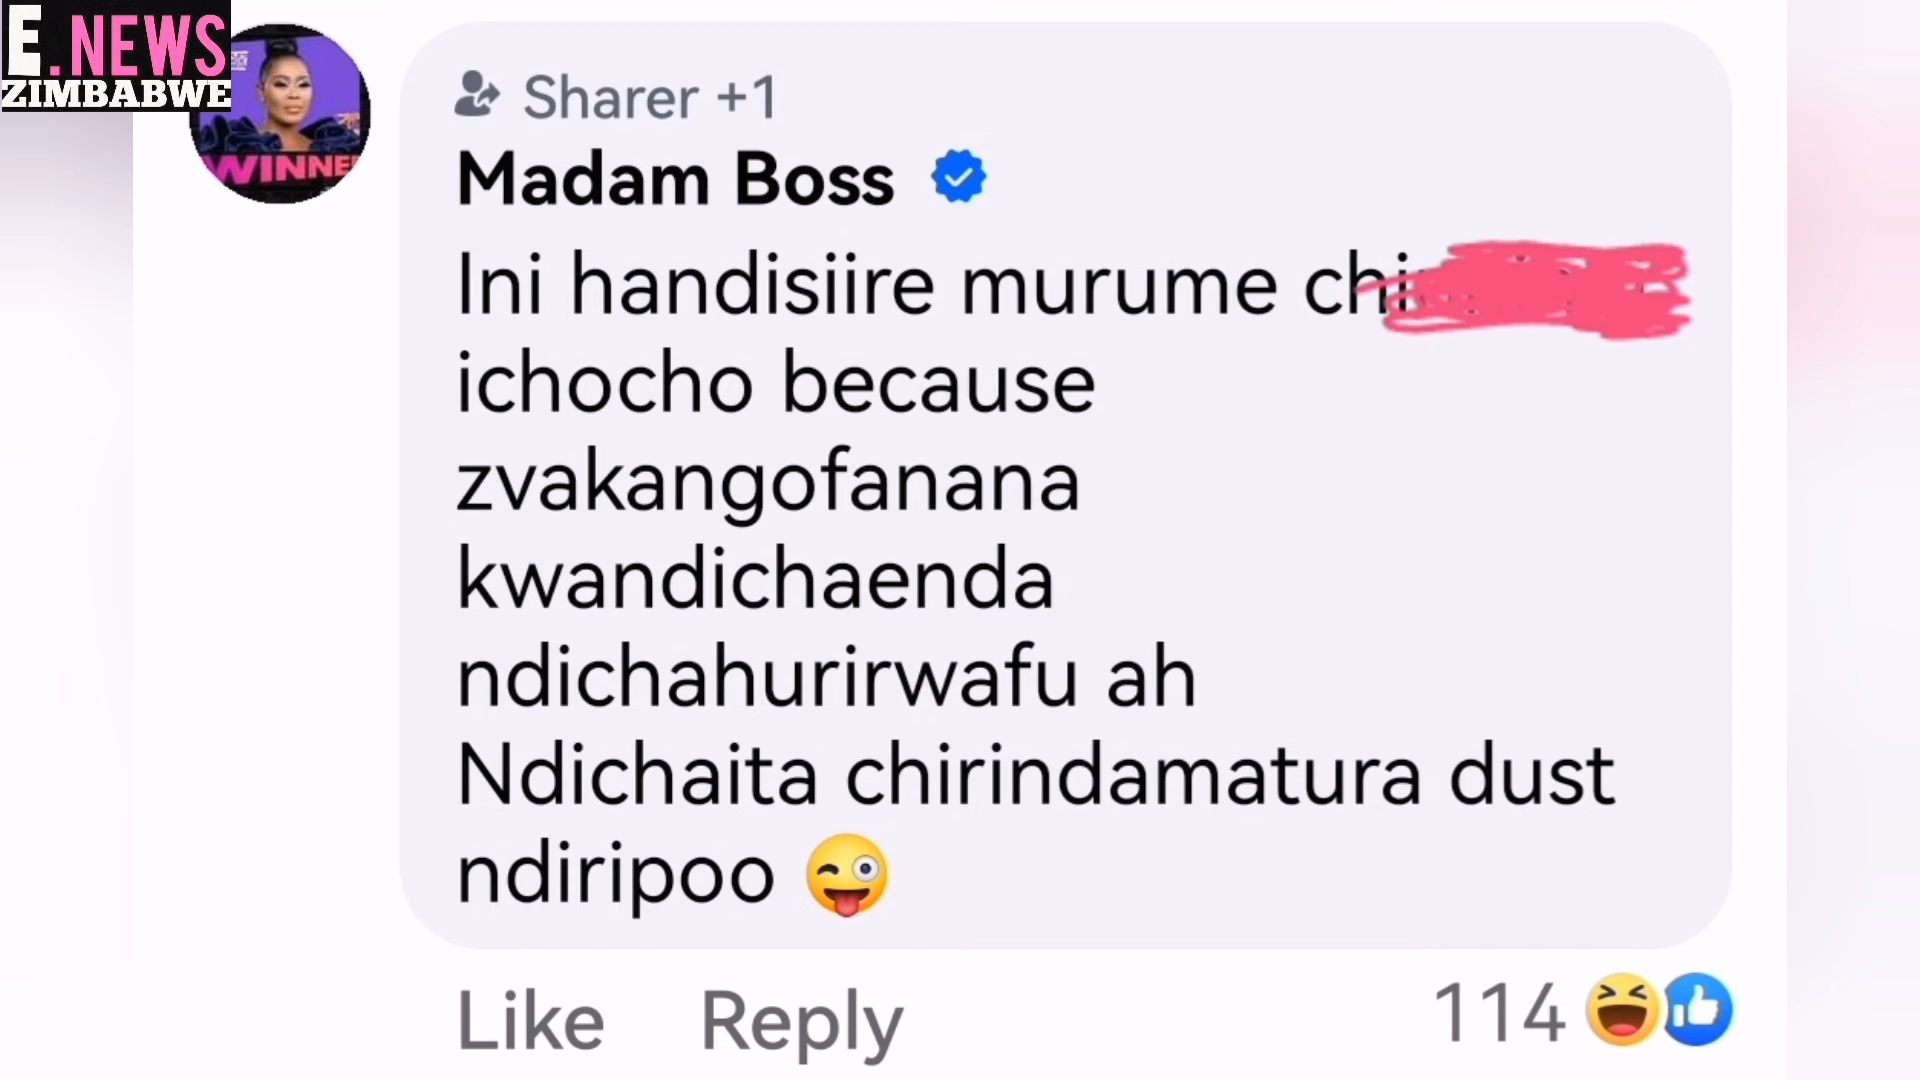 E.NEWS
ZIMBABWE
WINNE
Sharer +1
Madam Boss
Ini handisiire murume
ichocho because
zvakangofanana
kwandichaenda
ndichahurirwafu ah
Ndichaita chirindamatura dust
ndiripoo 😜
Like Reply 114